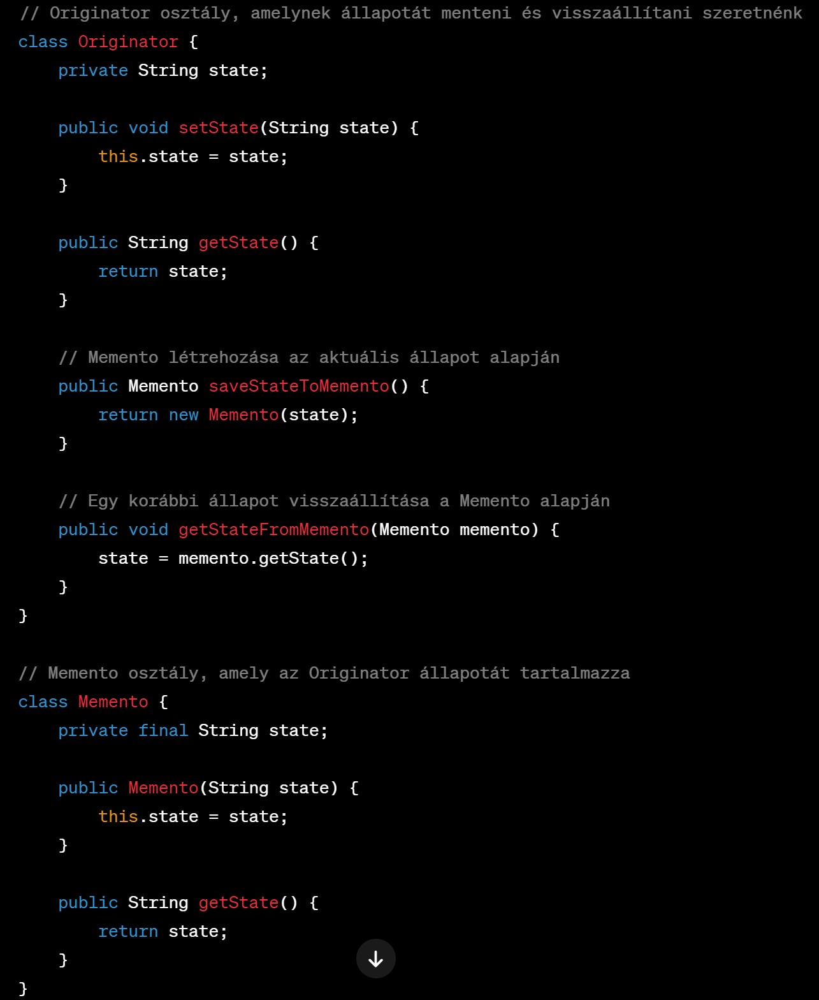 // Originator osztály, amelynek állapotát menteni és visszaállítani szeretnénk
class Originator {
    private String state;

    public void setState(String state) {
        this.state = state;
    }

    public String getState() {
        return state;
    }

    // Memento létrehozása az aktuális állapot alapján
    public Memento saveStateToMemento() {
        return new Memento(state);
    }

    // Egy korábbi állapot visszaállítása a Memento alapján
    public void getStateFromMemento(Memento memento) {
        state = memento.getState();
    }
}

// Memento osztály, amely az Originator állapotát tartalmazza
class Memento {
    private final String state;

    public Memento(String state) {
        this.state = state;
    }

    public String getState() {
        return state;
    }
}